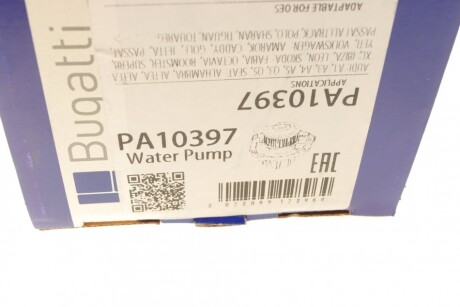 Bugatti
PA10397
Water Pump
EAC
PA10397
APPLICATIONS
AUDI A1, A3, A4, A5, Q3, Q5, SEAT ALHAMBRA, ALTEA, ALTEA
XL, IBIZA, LEON, SKODA FABIA, OCTAVIA, ROOMSTER, SUPERB,
YETI, VOLKSWAGEN AMAROK, CADDY, GOLF, JETTA, PASSAT,
PASSAT ALLTRACK, POLO, SHARAN, TIGUAN, TOURAN
ADAPTABLE FOR OES